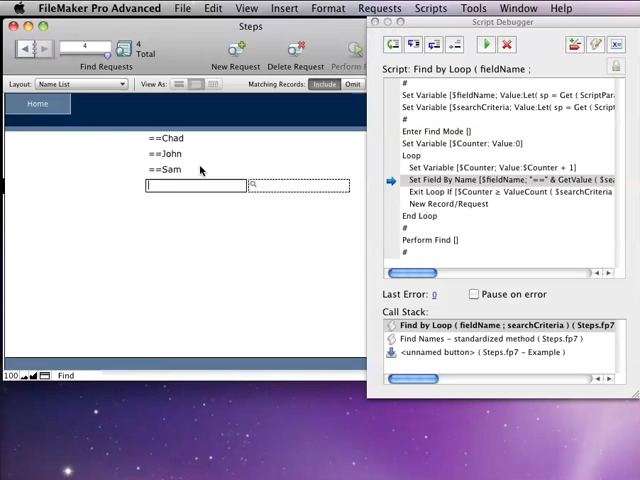 FileMaker Pro Advanced File Edit View Insert Format Requests Scripts Tools Window
Steps
4
4
Total
Find Requests
New Request
Delete Request
Perform
Layout: Name List
View As:
Matching Records: Include Omit
Home
==Chad
==John
==Sam
100
Find
Script Debugger
Script: Find by Loop ( fieldName ;
#
Set Variable [$fieldName; Value:Let( sp = Get ( ScriptPar
Set Variable [$searchCriteria; Value:Let( sp = Get ( Script
#
Enter Find Mode []
Set Variable [$Counter; Value:0]
Loop
Set Variable [$Counter; Value:$Counter + 1]
Set Field By Name [$fieldName; "==" & GetValue ( $sea
Exit Loop If [$Counter ≥ ValueCount ( $searchCriteria
New Record/Request
End Loop
#
Perform Find []
#
Last Error: 0
Pause on error
Call Stack:
Find by Loop ( fieldName ; searchCriteria ) ( Steps.fp7
Find Names - standardized method ( Steps.fp7 )
<unnamed button> ( Steps.fp7 - Example )